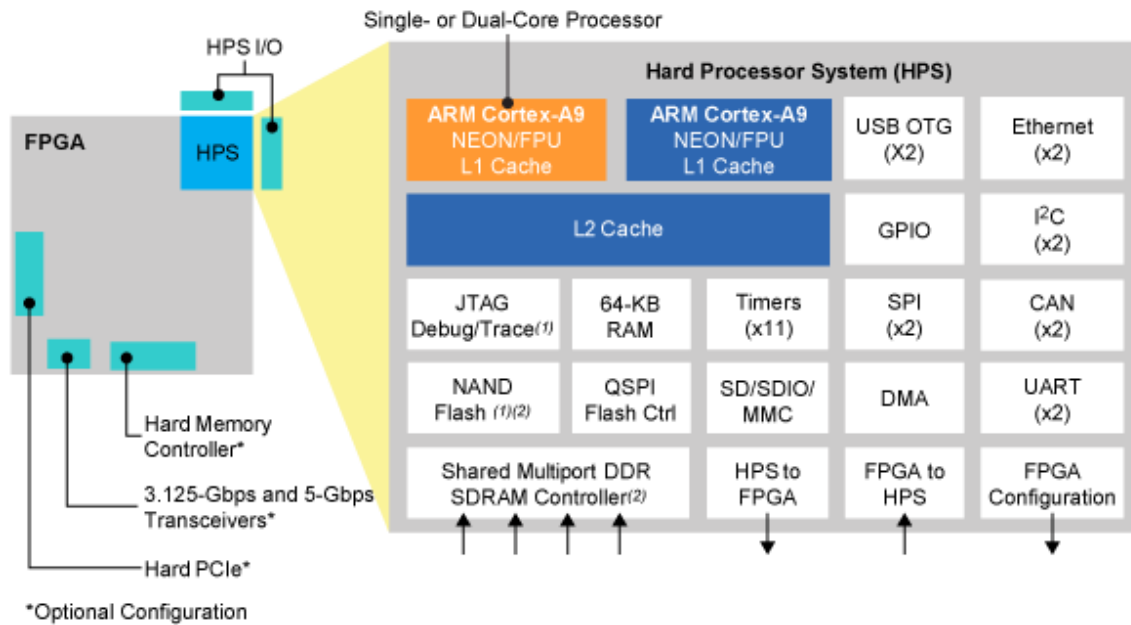 Single- or Dual-Core Processor
HPS I/O
FPGA
HPS
Hard Memory
Controller*
3.125-Gbps and 5-Gbps
Transceivers*
Hard PCIe*
*Optional Configuration
Hard Processor System (HPS)
ARM Cortex-A9
NEON/FPU
L1 Cache
ARM Cortex-A9
NEON/FPU
L1 Cache
USB OTG
(X2)
Ethernet
(x2)
L2 Cache
GPIO
I²C
(x2)
JTAG
Debug/Trace(1)
64-KB
RAM
Timers
(x11)
SPI
(x2)
CAN
(x2)
NAND
Flash (1)(2)
QSPI
Flash Ctrl
SD/SDIO/
MMC
DMA
UART
(x2)
Shared Multiport DDR
SDRAM Controller(2)
HPS to
FPGA
FPGA to
HPS
FPGA
Configuration